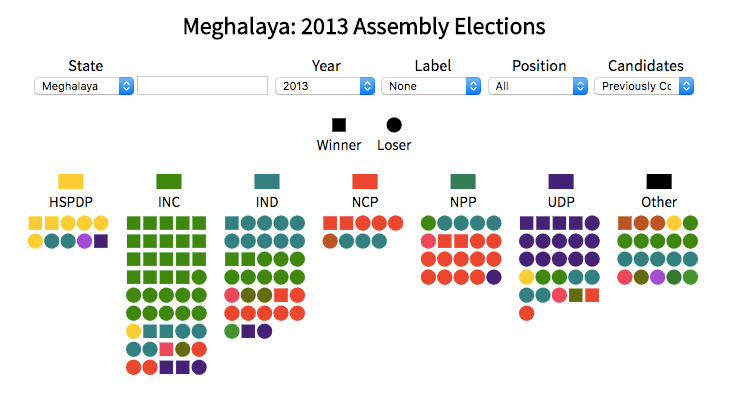 Meghalaya: 2013 Assembly Elections
State Year Label Position Candidates
Meghalaya 2013 None All Previously Cc
Winner Loser
HSPDP INC IND NCP NPP UDP Other